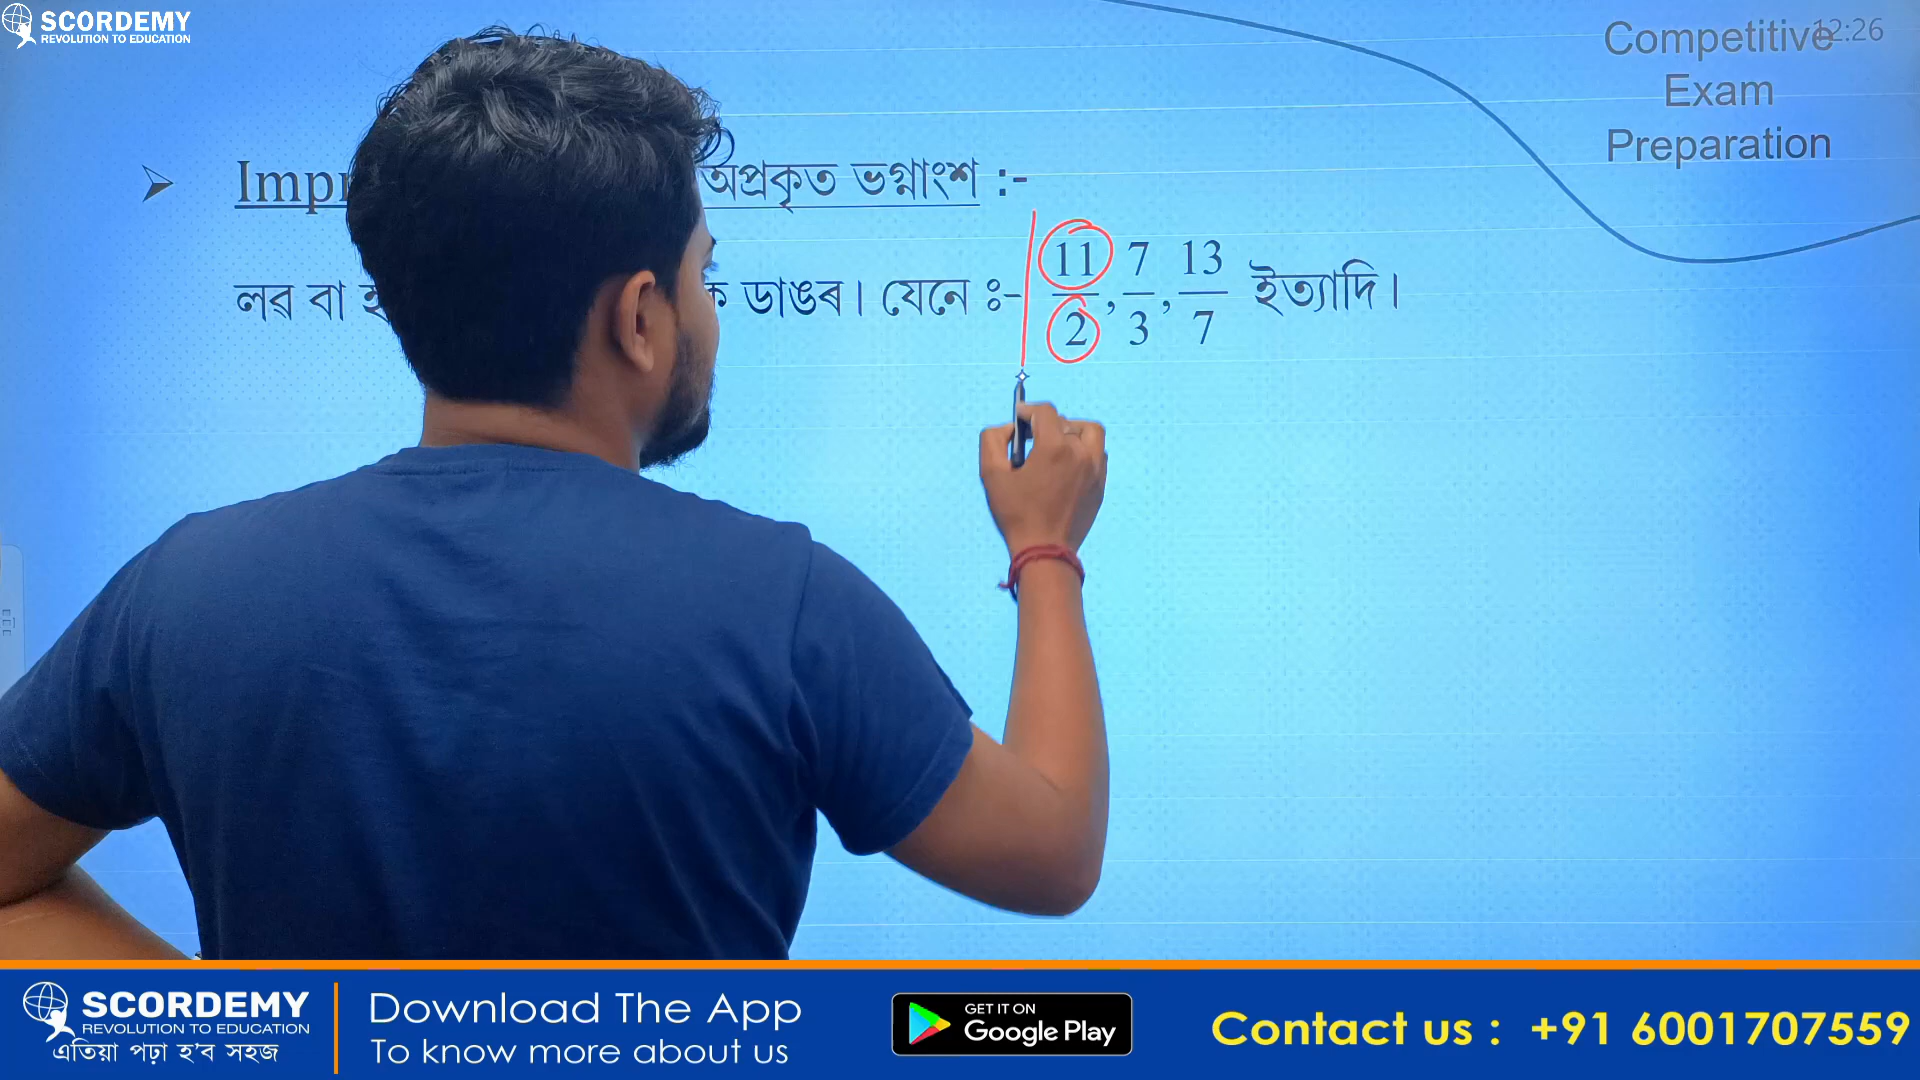 SCORDEMY
REVOLUTION TO EDUCATION
12:26
Competitive
Exam
Preparation
অপ্ৰকৃত ভগ্নাংশ :-
লৱ বা
ডাঙৰ। যেনে ঃ- 11/2, 7/3, 13/7 ইত্যাদি।
SCORDEMY
REVOLUTION TO EDUCATION
এতিয়া পঢ়া হ'ব সহজ
Download The App
To know more about us
GET IT ON
Google Play
Contact us : +91 6001707559